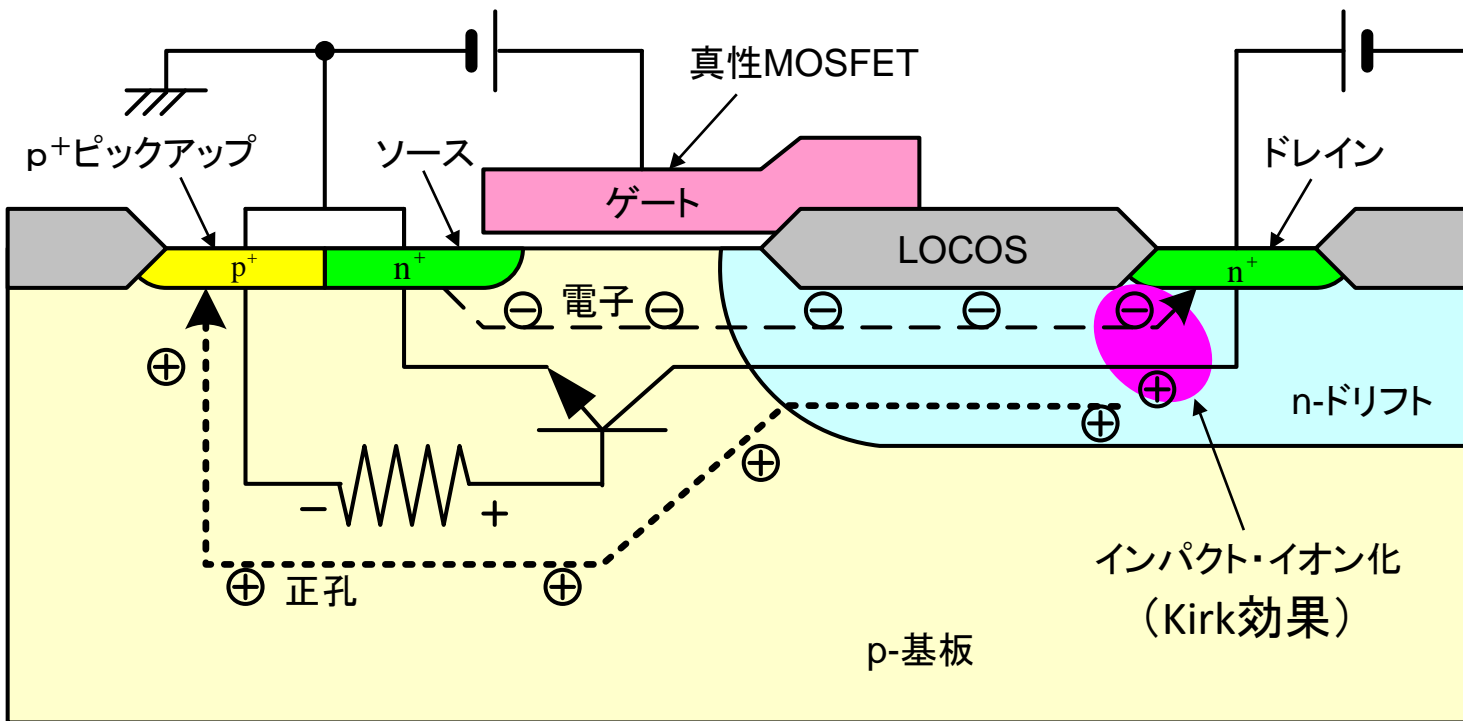 真性MOSFET
p⁺ピックアップ
ソース
ドレイン
ゲート
LOCOS
p⁺
n⁺
n⁺
電子
n-ドリフト
− +
正孔
インパクト・イオン化
（Kirk効果）
p-基板